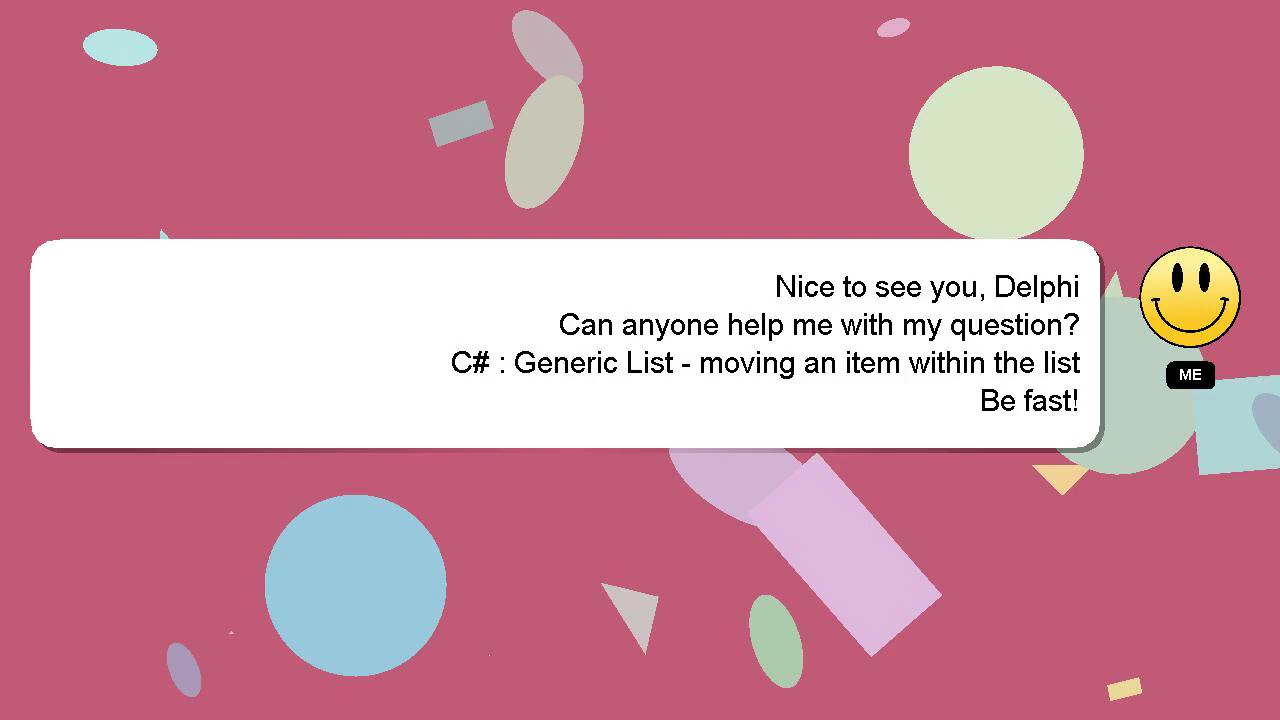 Nice to see you, Delphi
Can anyone help me with my question?
C# : Generic List - moving an item within the list
Be fast!
ME